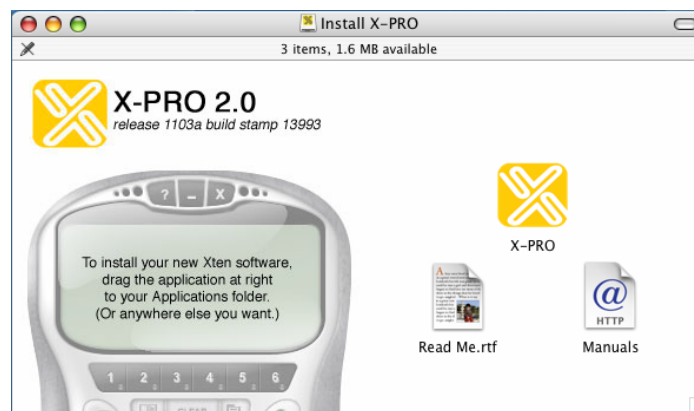 Install X-PRO
3 items, 1.6 MB available
X-PRO 2.0
release 1103a build stamp 13993
? – X
To install your new Xten software,
drag the application at right
to your Applications folder.
(Or anywhere else you want.)
X-PRO
HTTP
Read Me.rtf
Manuals
1 2 3 4 5 6
CLEAR